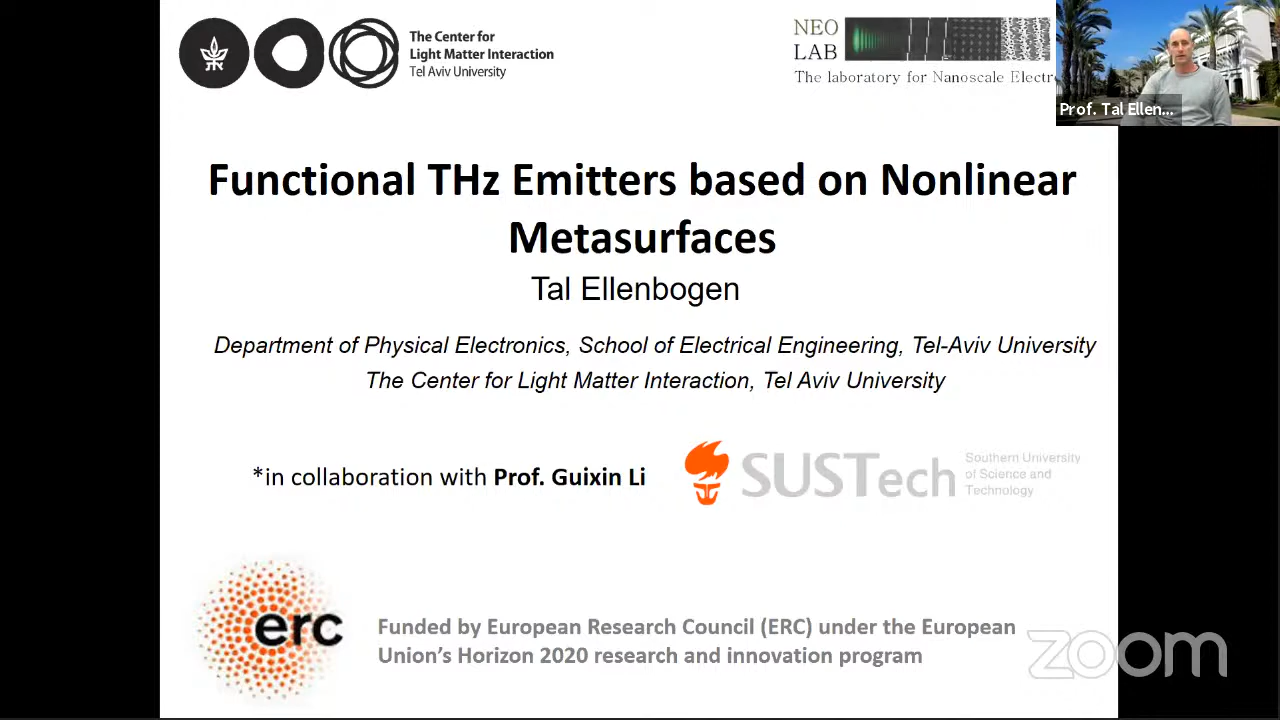 The Center for
Light Matter Interaction
Tel Aviv University
NEO
LAB
The laboratory for Nanoscale Electro
Prof. Tal Ellen...
Functional THz Emitters based on Nonlinear
Metasurfaces
Tal Ellenbogen
Department of Physical Electronics, School of Electrical Engineering, Tel-Aviv University
The Center for Light Matter Interaction, Tel Aviv University
*in collaboration with Prof. Guixin Li
SUSTech
Southern University
of Science and
Technology
erc
Funded by European Research Council (ERC) under the European
Union's Horizon 2020 research and innovation program
zoom